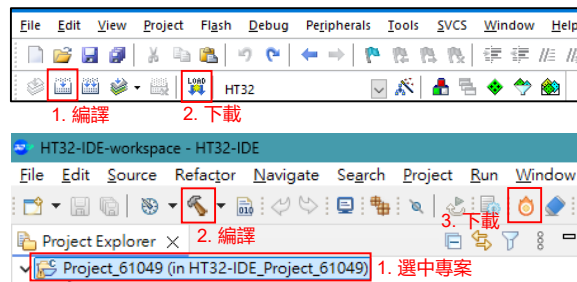 File Edit View Project Flash Debug Peripherals Tools SVCS Window Help
LOAD HT32
1. 編譯 2. 下載
HT32-IDE-workspace - HT32-IDE
File Edit Source Refactor Navigate Search Project Run Window
010
3. 下載
2. 編譯
Project Explorer
Project_61049 (in HT32-IDE_Project_61049) 1. 選中專案